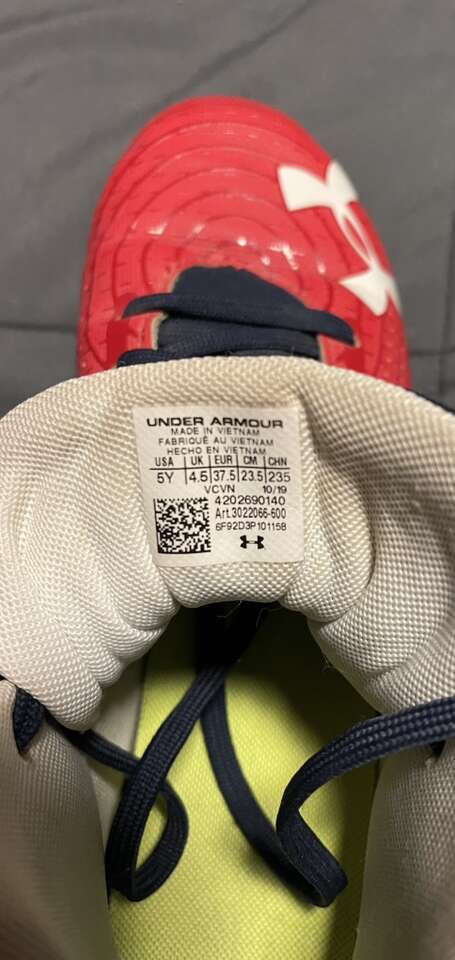 UNDER ARMOUR
MADE IN VIETNAM
FABRIQUÉ AU VIETNAM
HECHO EN VIETNAM
USA UK EUR CM CHN
5Y 4.5 37.5 23.5 235
VCVN 10/19
4202690140
Art.3022066-600
6F92D3P101158